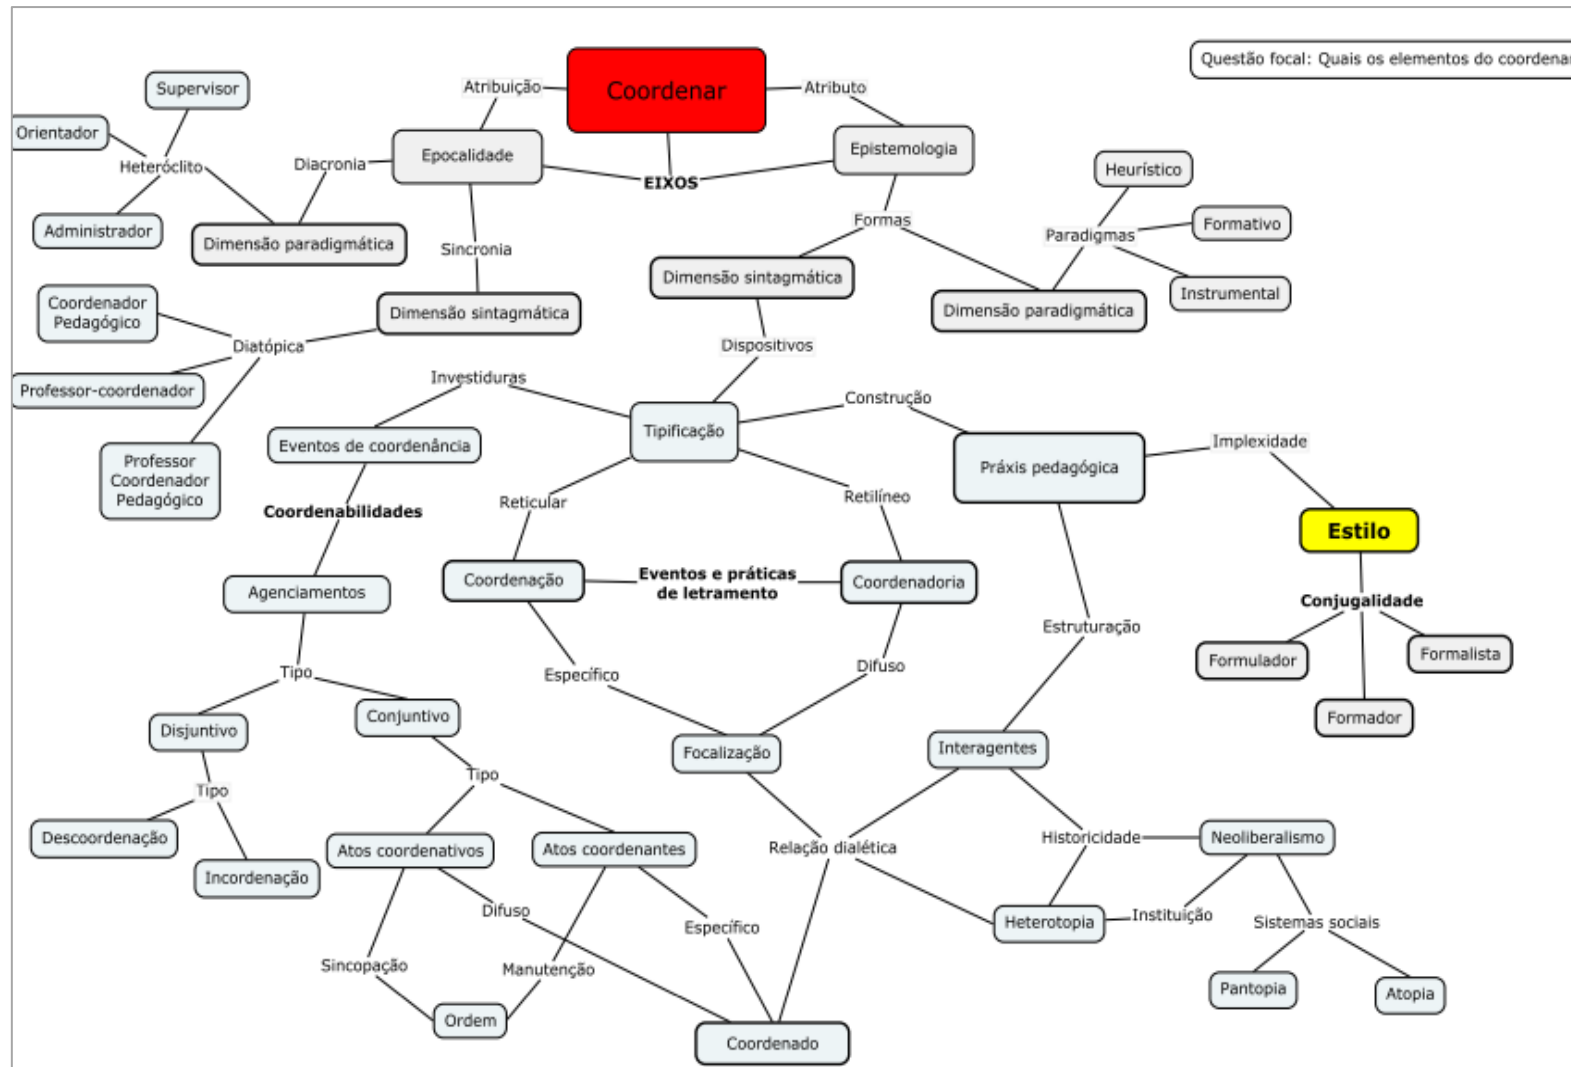 Questão focal: Quais os elementos do coordenar
Coordenar
Atribuição
Atributo
Supervisor
Orientador
Heteróclito
Administrador
Diacronia
Epocalidade
EIXOS
Epistemologia
Dimensão paradigmática
Sincronia
Formas
Heurístico
Paradigmas
Formativo
Instrumental
Dimensão sintagmática
Dimensão sintagmática
Dimensão paradigmática
Coordenador
Pedagógico
Diatópica
Professor-coordenador
Professor
Coordenador
Pedagógico
Dispositivos
Investiduras
Construção
Eventos de coordenância
Tipificação
Práxis pedagógica
Implexidade
Coordenabilidades
Reticular
Retilíneo
Estilo
Agenciamentos
Coordenação
Eventos e práticas
de letramento
Coordenadoria
Conjugalidade
Estruturação
Formulador
Formalista
Formador
Tipo
Específico
Difuso
Disjuntivo
Conjuntivo
Focalização
Interagentes
Tipo
Tipo
Descoordenação
Incordenação
Atos coordenativos
Atos coordenantes
Relação dialética
Historicidade
Neoliberalismo
Difuso
Específico
Heterotopia
Instituição
Sistemas sociais
Sincopação
Manutenção
Pantopia
Atopia
Ordem
Coordenado